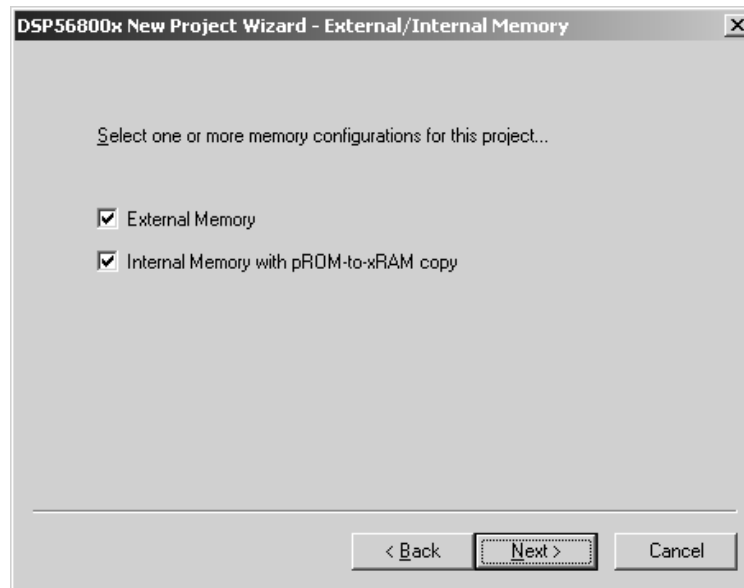 DSP56800x New Project Wizard - External/Internal Memory
Select one or more memory configurations for this project...
External Memory
Internal Memory with pROM-to-xRAM copy
< Back Next > Cancel